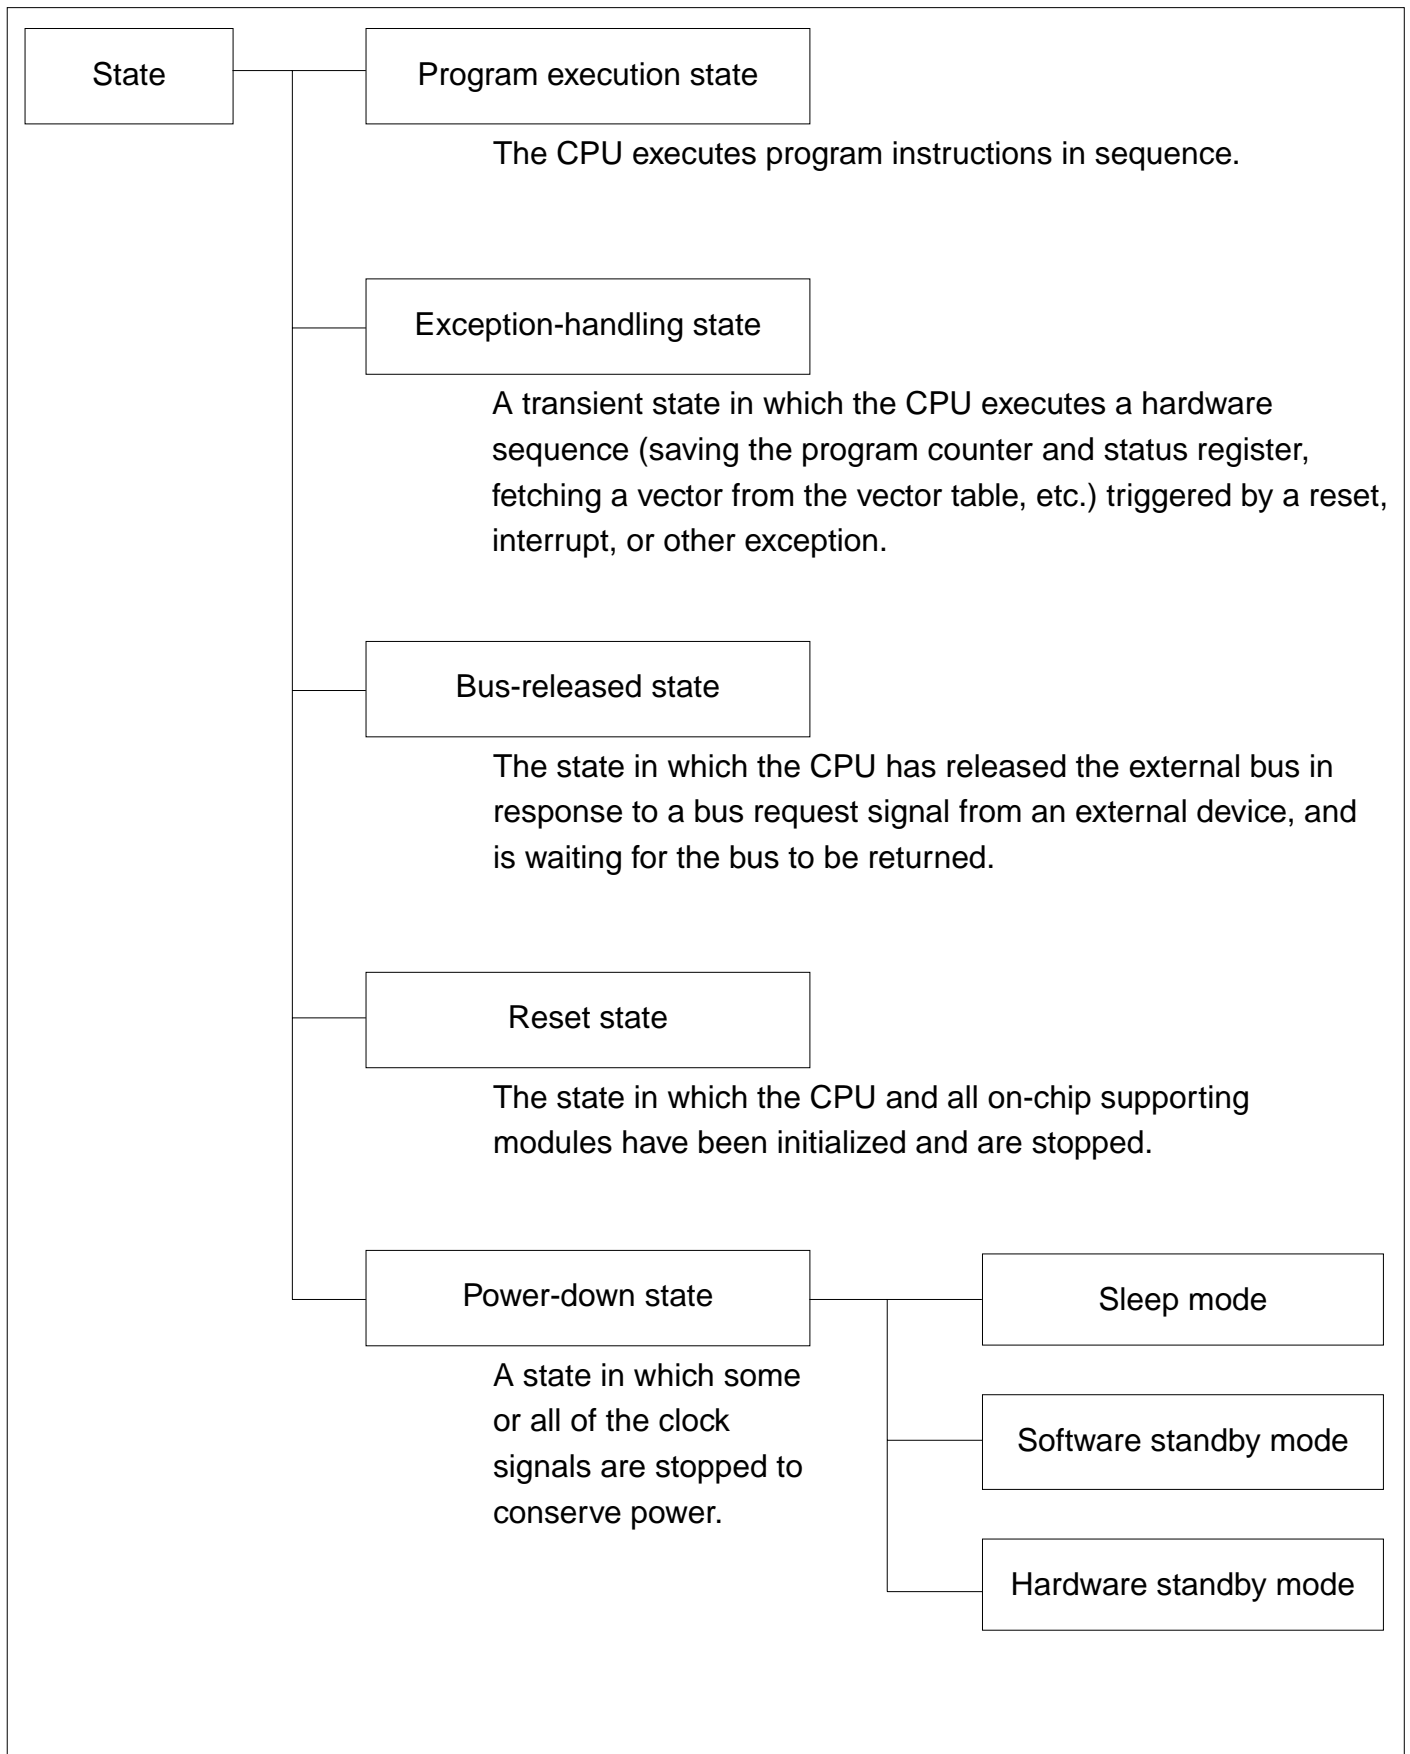 State
Program execution state
The CPU executes program instructions in sequence.
Exception-handling state
A transient state in which the CPU executes a hardware
sequence (saving the program counter and status register,
fetching a vector from the vector table, etc.) triggered by a reset,
interrupt, or other exception.
Bus-released state
The state in which the CPU has released the external bus in
response to a bus request signal from an external device, and
is waiting for the bus to be returned.
Reset state
The state in which the CPU and all on-chip supporting
modules have been initialized and are stopped.
Power-down state
A state in which some
or all of the clock
signals are stopped to
conserve power.
Sleep mode
Software standby mode
Hardware standby mode